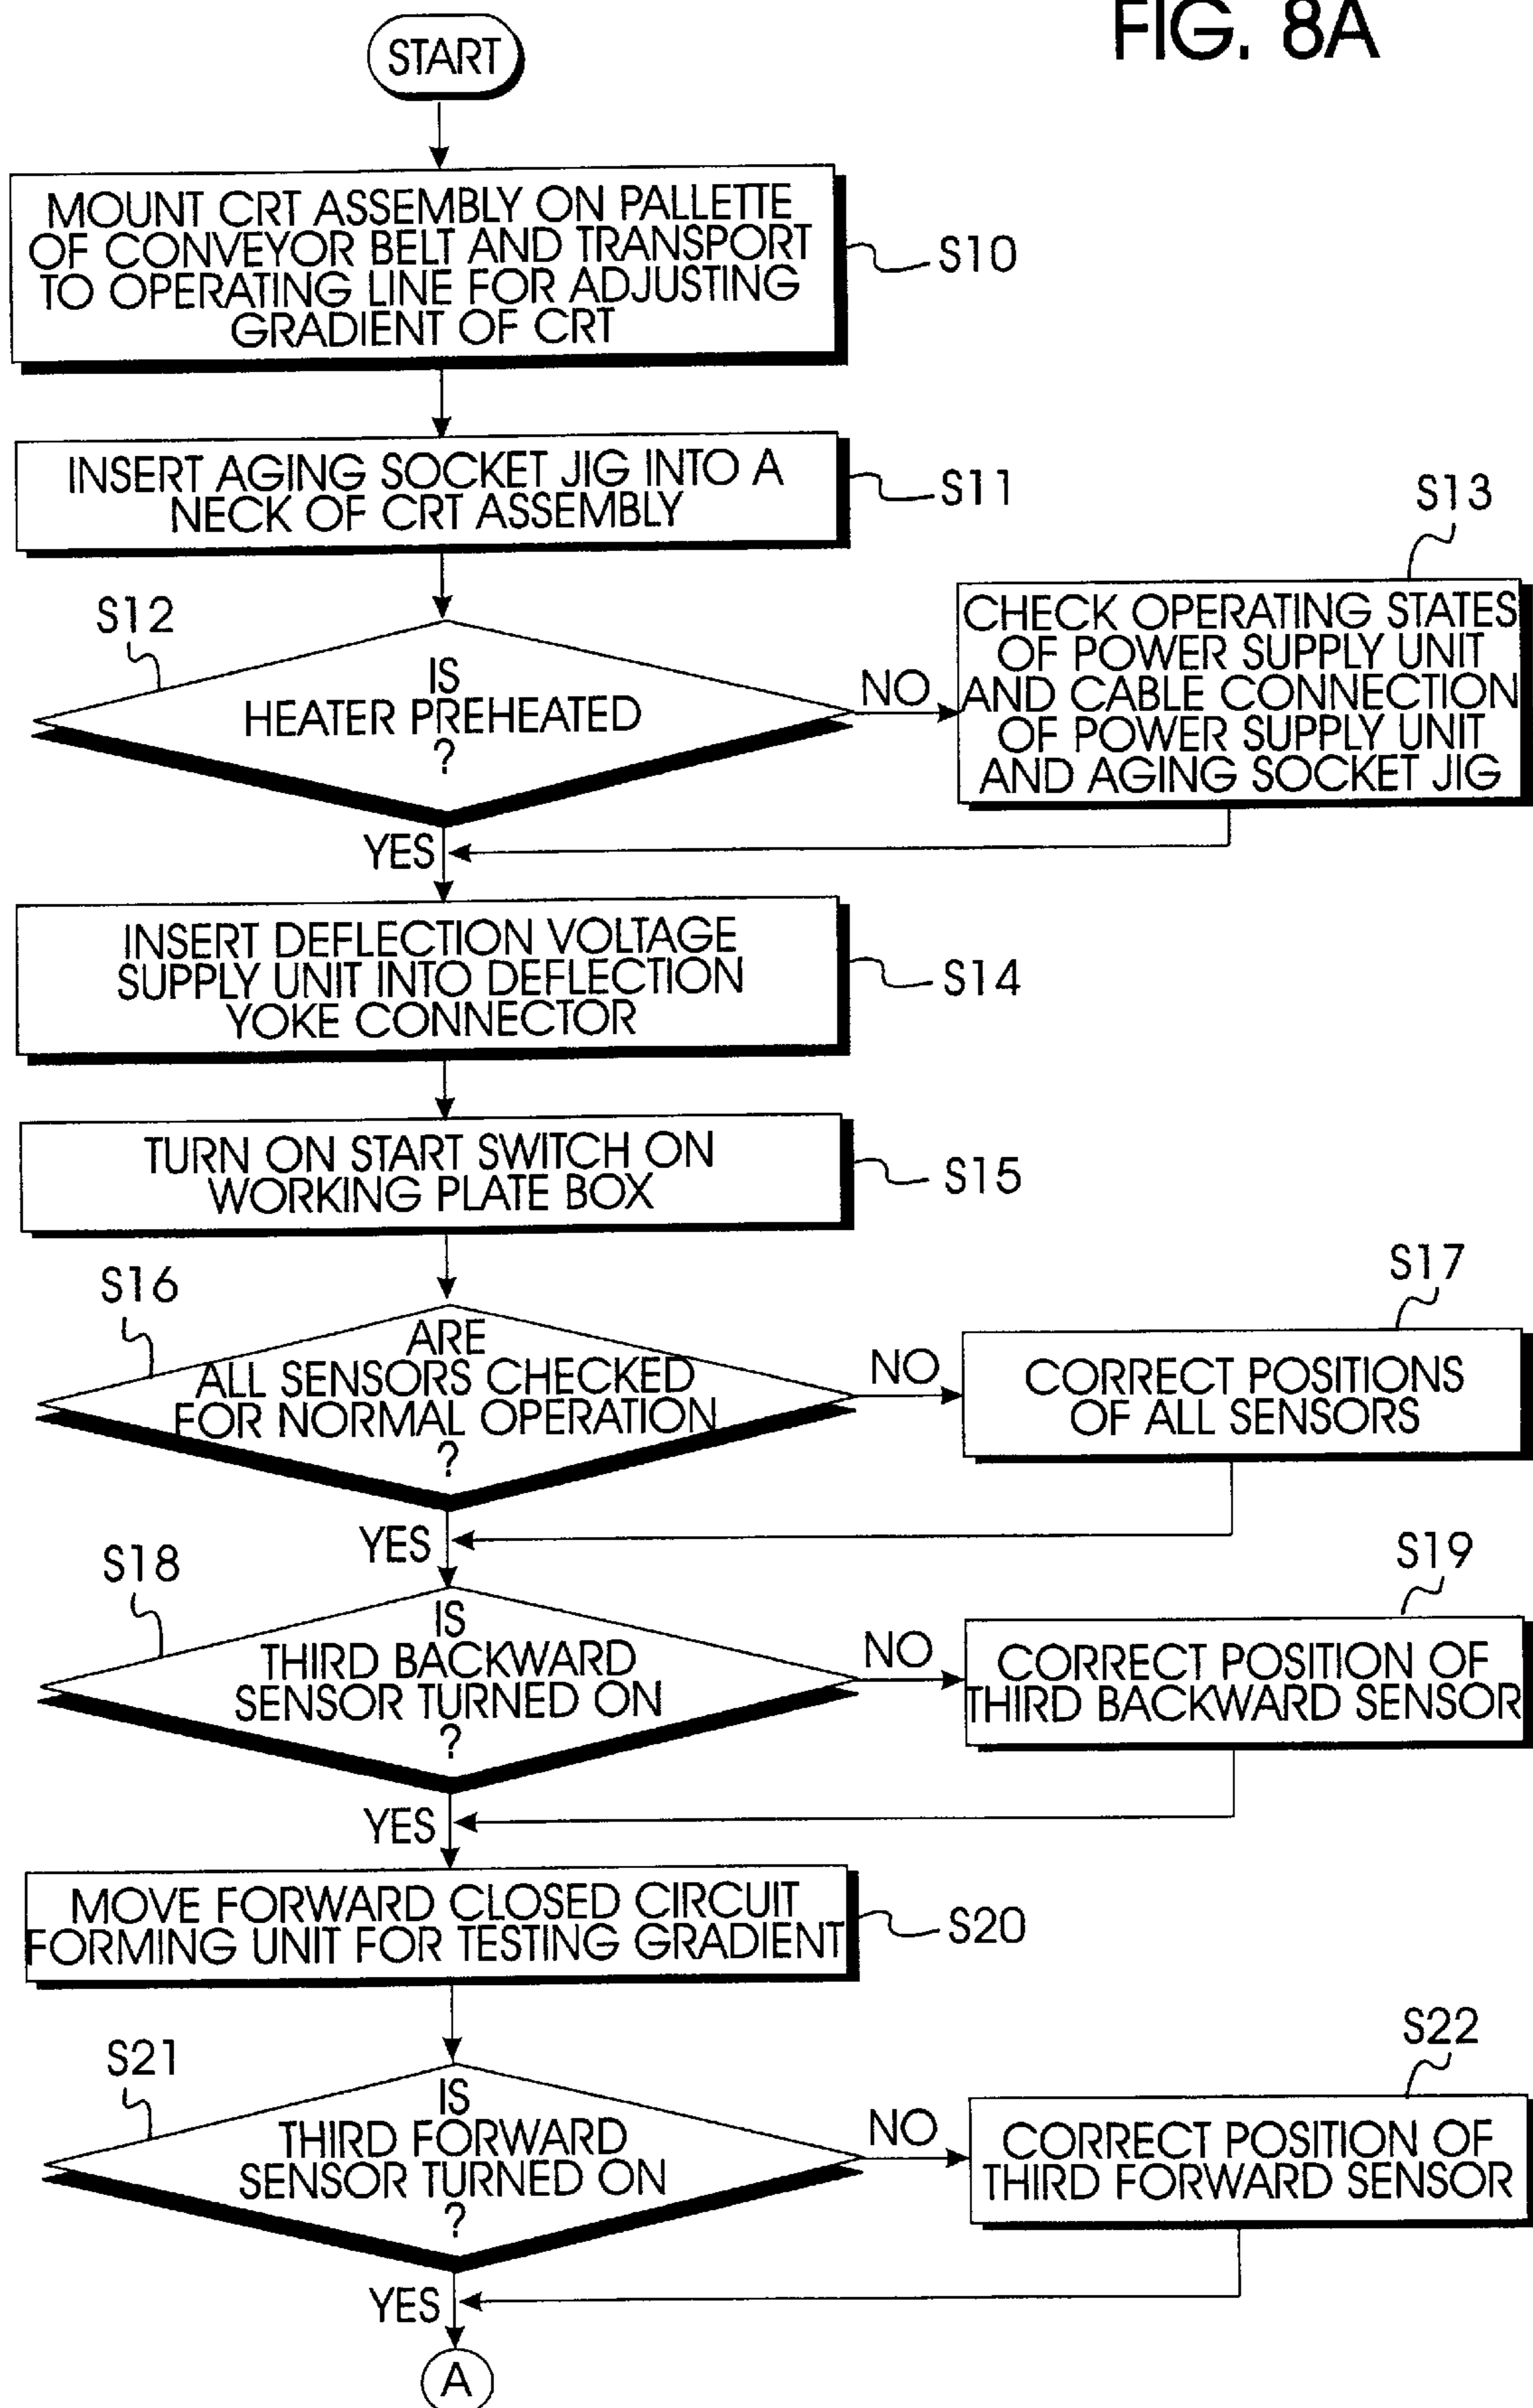 FIG. 8A
START
MOUNT CRT ASSEMBLY ON PALLETTE
OF CONVEYOR BELT AND TRANSPORT
TO OPERATING LINE FOR ADJUSTING
GRADIENT OF CRT
S10
INSERT AGING SOCKET JIG INTO A
NECK OF CRT ASSEMBLY
S11
S12
IS
HEATER PREHEATED
?
NO
S13
CHECK OPERATING STATES
OF POWER SUPPLY UNIT
AND CABLE CONNECTION
OF POWER SUPPLY UNIT
AND AGING SOCKET JIG
YES
INSERT DEFLECTION VOLTAGE
SUPPLY UNIT INTO DEFLECTION
YOKE CONNECTOR
S14
TURN ON START SWITCH ON
WORKING PLATE BOX
S15
S16
ARE
ALL SENSORS CHECKED
FOR NORMAL OPERATION
?
NO
S17
CORRECT POSITIONS
OF ALL SENSORS
YES
S18
IS
THIRD BACKWARD
SENSOR TURNED ON
?
NO
S19
CORRECT POSITION OF
THIRD BACKWARD SENSOR
YES
MOVE FORWARD CLOSED CIRCUIT
FORMING UNIT FOR TESTING GRADIENT
S20
S21
IS
THIRD FORWARD
SENSOR TURNED ON
?
NO
S22
CORRECT POSITION OF
THIRD FORWARD SENSOR
YES
A